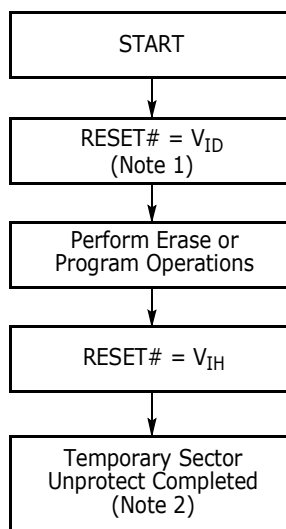 START
RESET# = VID
(Note 1)
Perform Erase or
Program Operations
RESET# = VIH
Temporary Sector
Unprotect Completed
(Note 2)